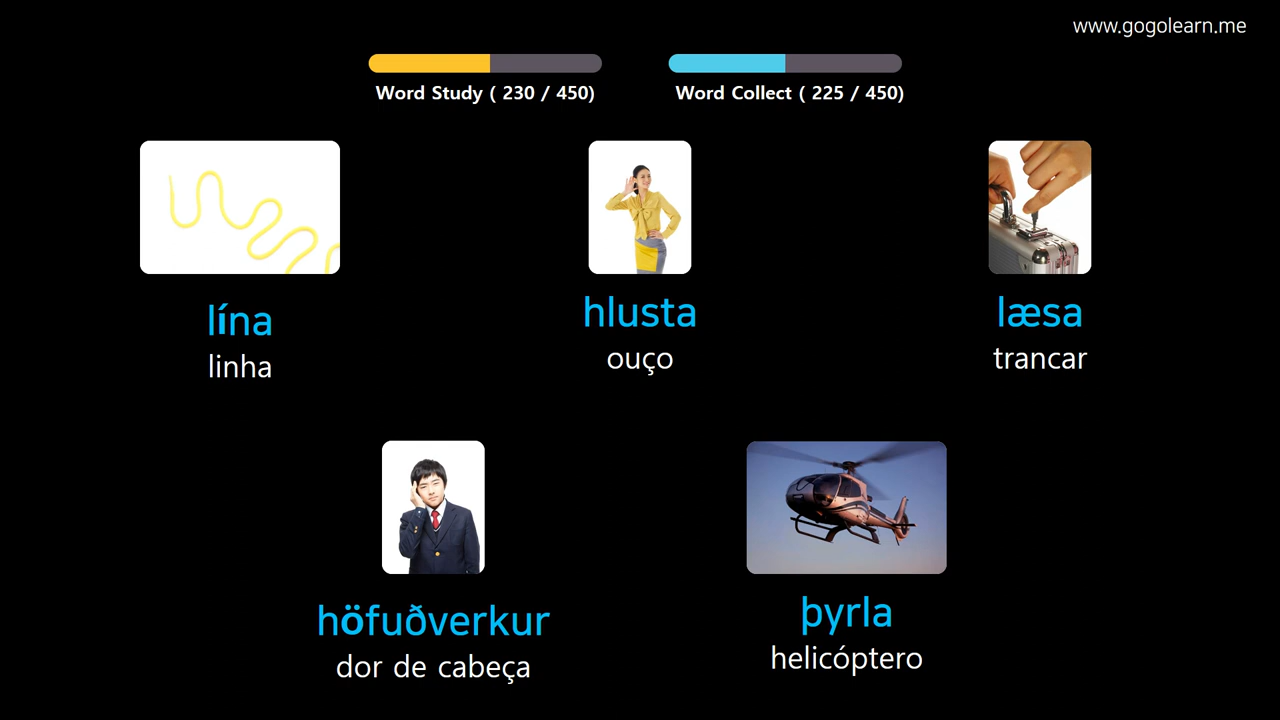 www.gogolearn.me
Word Study ( 230 / 450)
Word Collect ( 225 / 450)
lína
linha
hlusta
ouço
læsa
trancar
höfuðverkur
dor de cabeça
þyrla
helicóptero